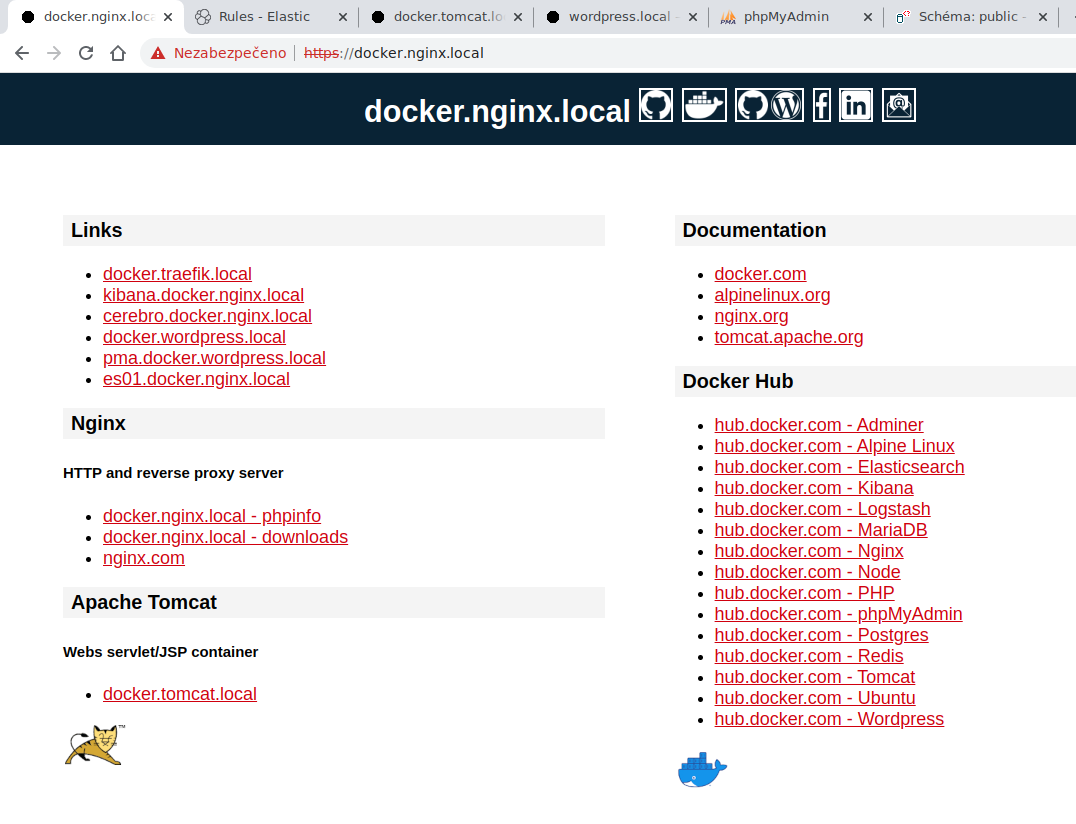 docker.nginx.loca
Rules - Elastic
docker.tomcat.lo
wordpress.local -
PMA
phpMyAdmin
Schéma: public -
Nezabezpečeno
https://docker.nginx.local
docker.nginx.local
Links
docker.traefik.local
kibana.docker.nginx.local
cerebro.docker.nginx.local
docker.wordpress.local
pma.docker.wordpress.local
es01.docker.nginx.local
Nginx
HTTP and reverse proxy server
docker.nginx.local - phpinfo
docker.nginx.local - downloads
nginx.com
Apache Tomcat
Webs servlet/JSP container
docker.tomcat.local
TM
Documentation
docker.com
alpinelinux.org
nginx.org
tomcat.apache.org
Docker Hub
hub.docker.com - Adminer
hub.docker.com - Alpine Linux
hub.docker.com - Elasticsearch
hub.docker.com - Kibana
hub.docker.com - Logstash
hub.docker.com - MariaDB
hub.docker.com - Nginx
hub.docker.com - Node
hub.docker.com - PHP
hub.docker.com - phpMyAdmin
hub.docker.com - Postgres
hub.docker.com - Redis
hub.docker.com - Tomcat
hub.docker.com - Ubuntu
hub.docker.com - Wordpress